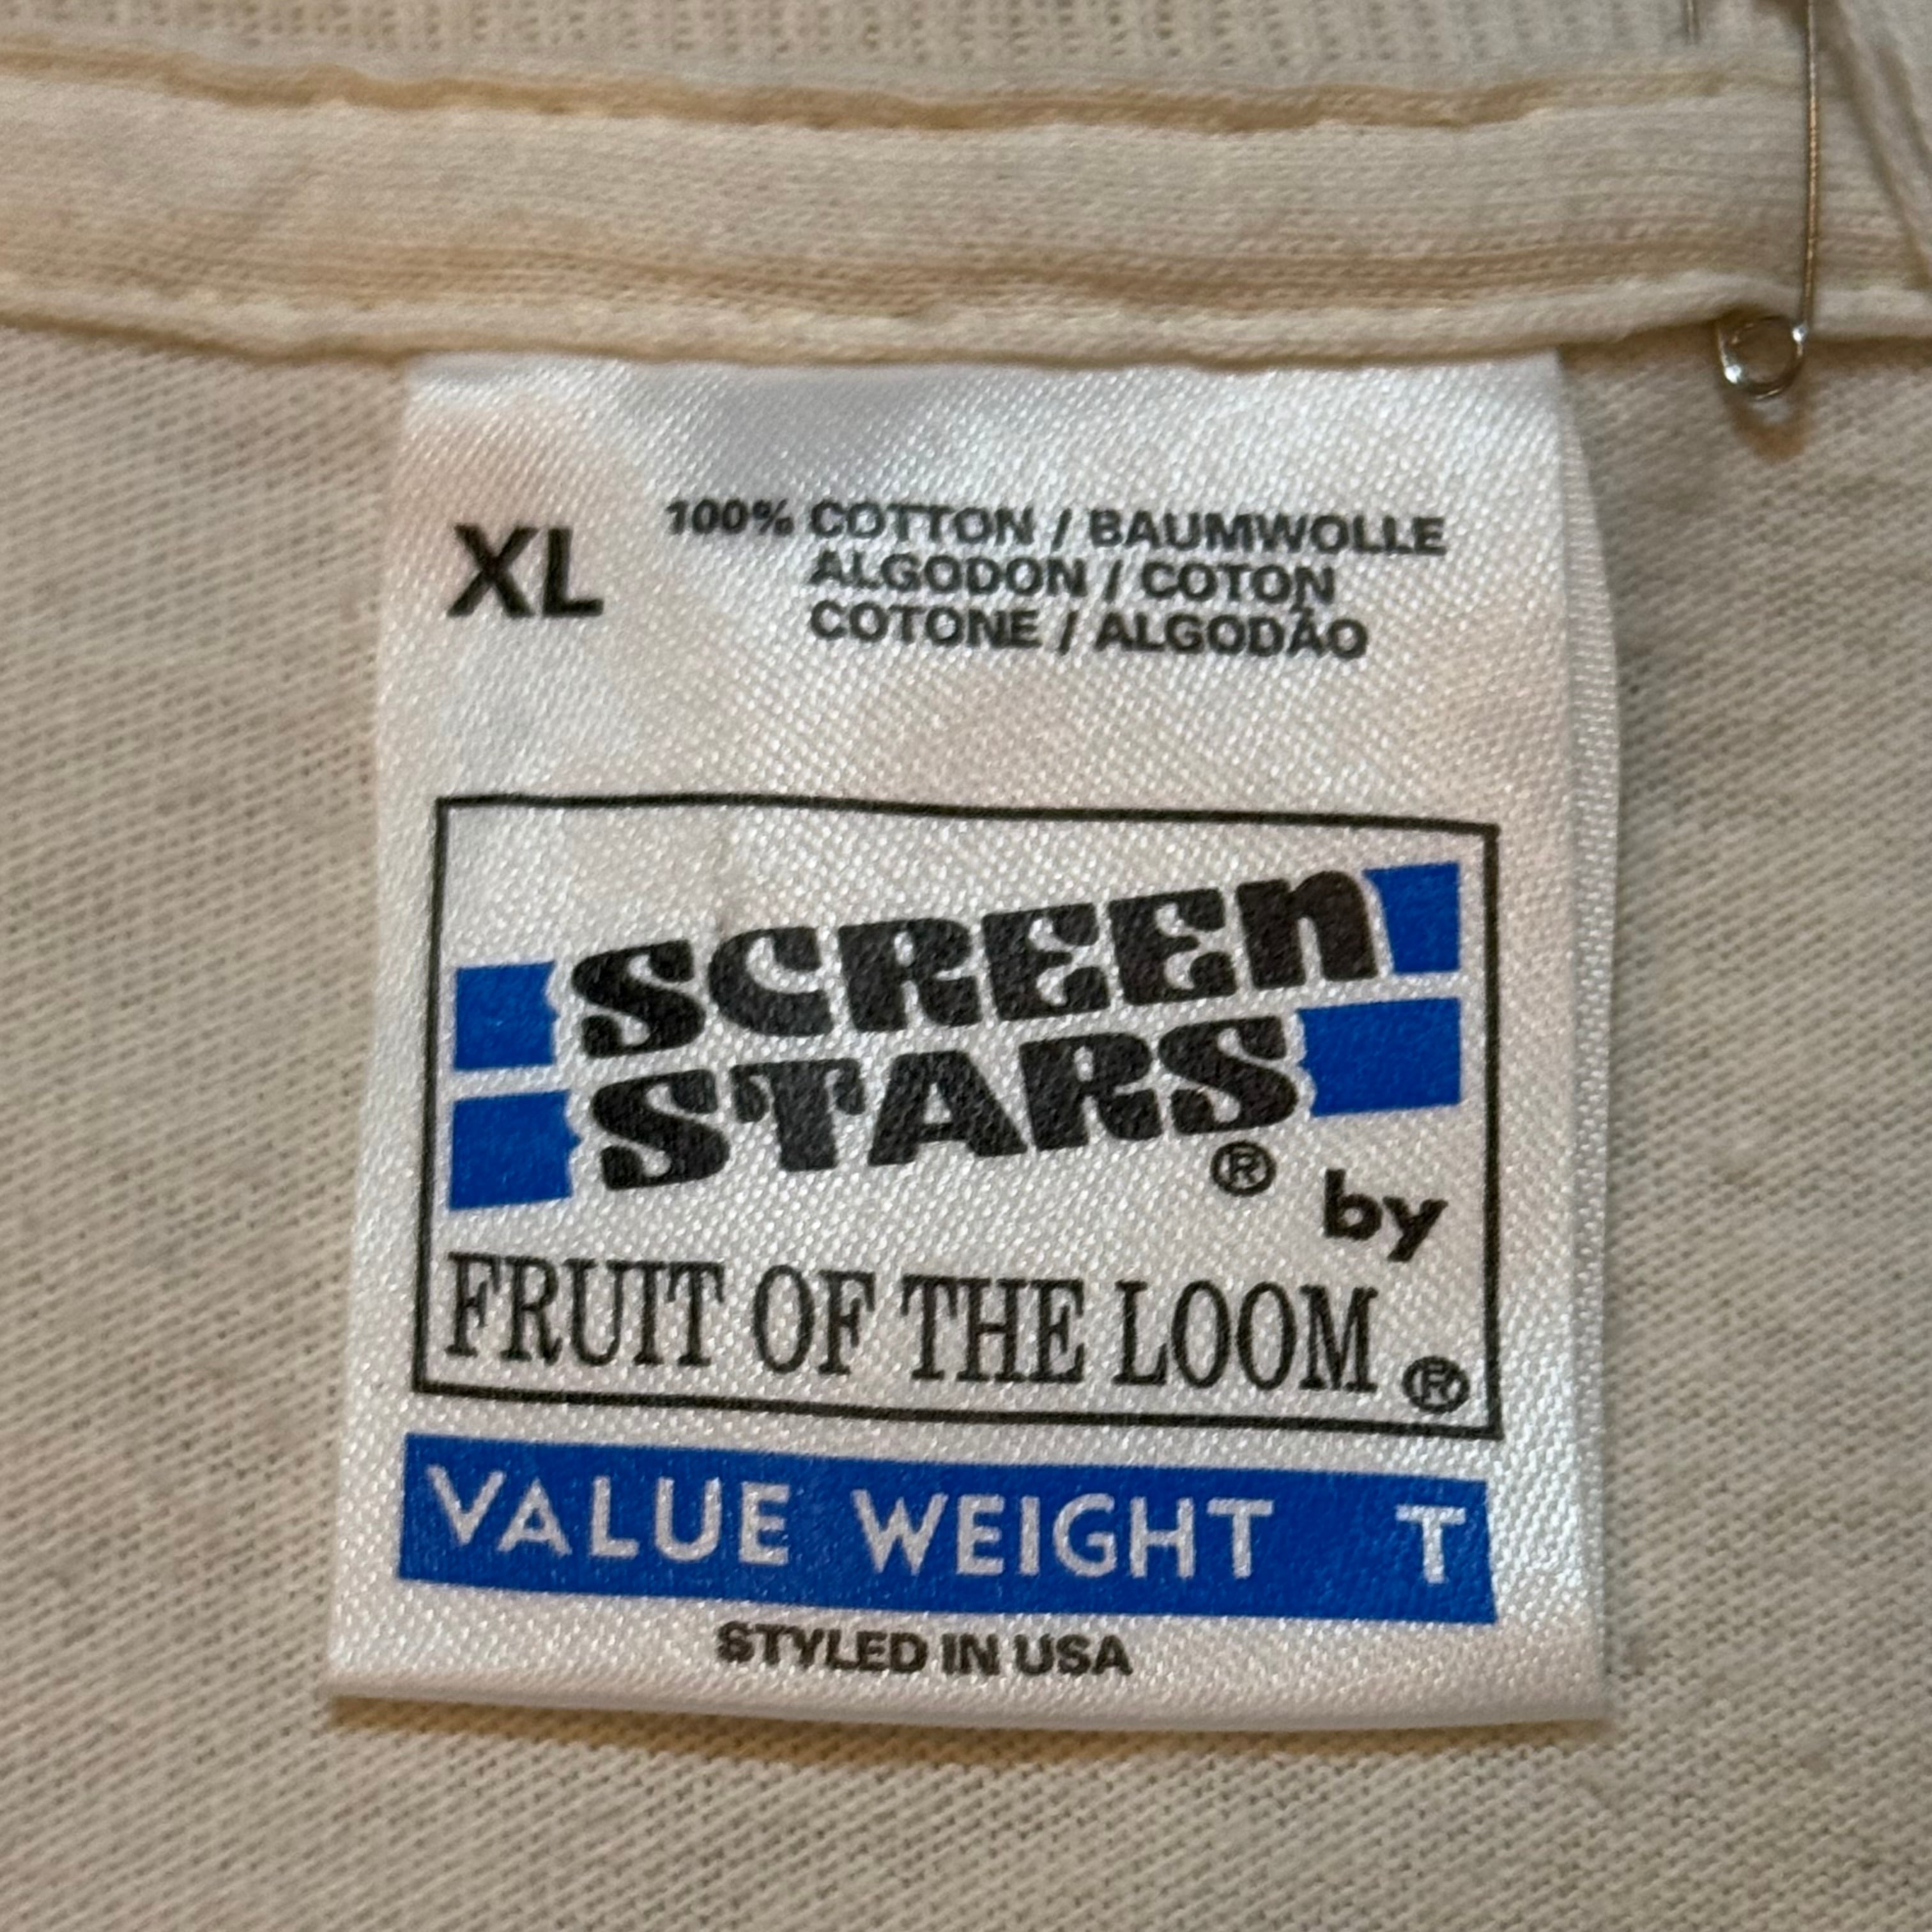 XL
100% COTTON / BAUMWOLLE
ALGODON / COTON
COTONE / ALGODÃO
SCREEN
STARS® by
FRUIT OF THE LOOM®
VALUE WEIGHT T
STYLED IN USA